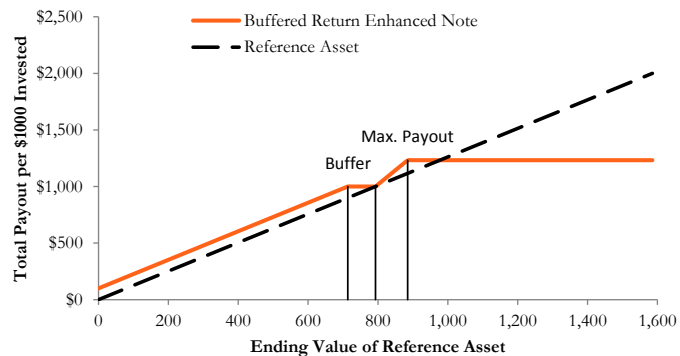 $2,500
$2,000
$1,500
$1,000
$500
$0
Total Payout per $1000 Invested
Buffered Return Enhanced Note
Reference Asset
Max. Payout
Buffer
0 200 400 600 800 1,000 1,200 1,400 1,600
Ending Value of Reference Asset